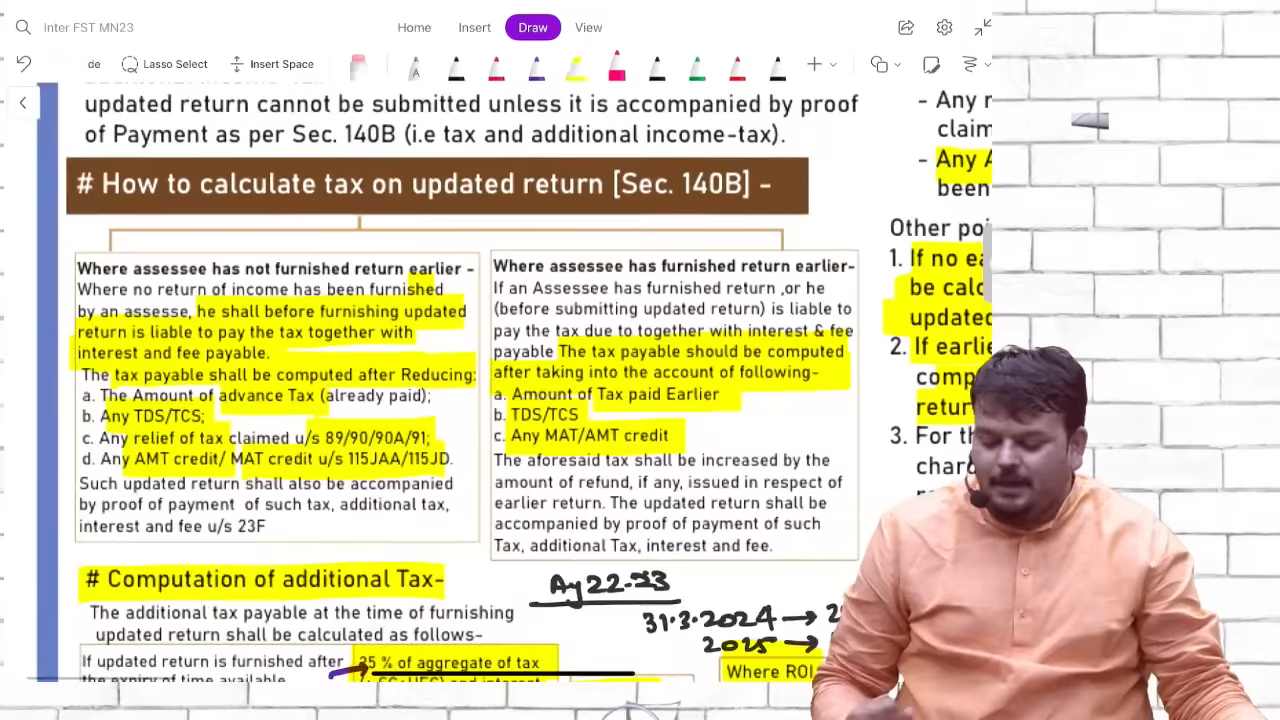 Inter FST MN23
Home
Insert
Draw
View
de
Lasso Select
Insert Space
updated return cannot be submitted unless it is accompanied by proof
of Payment as per Sec. 140B (i.e tax and additional income-tax).
# How to calculate tax on updated return [Sec. 140B] -
Where assessee has not furnished return earlier -
Where no return of income has been furnished
by an assesse, he shall before furnishing updated
return is liable to pay the tax together with
interest and fee payable.
The tax payable shall be computed after Reducing:
a. The Amount of advance Tax (already paid);
b. Any TDS/TCS;
c. Any relief of tax claimed u/s 89/90/90A/91;
d. Any AMT credit/ MAT credit u/s 115JAA/115JD.
Such updated return shall also be accompanied
by proof of payment of such tax, additional tax,
interest and fee u/s 23F
Where assessee has furnished return earlier-
If an Assessee has furnished return ,or he
(before submitting updated return) is liable to
pay the tax due to together with interest & fee
payable The tax payable should be computed
after taking into the account of following-
a. Amount of Tax paid Earlier
b. TDS/TCS
c. Any MAT/AMT credit
The aforesaid tax shall be increased by the
amount of refund, if any, issued in respect of
earlier return. The updated return shall be
accompanied by proof of payment of such
Tax, additional Tax, interest and fee.
# Computation of additional Tax-
The additional tax payable at the time of furnishing
updated return shall be calculated as follows-
If updated return is furnished after
the expiry of time available
25 % of aggregate of tax
and interest
Ay 22-23
31.3.2024 →
2025 →
Where ROI
- Any
claim
- Any
been
Other
1. If no
be
updated
2. If
3. For